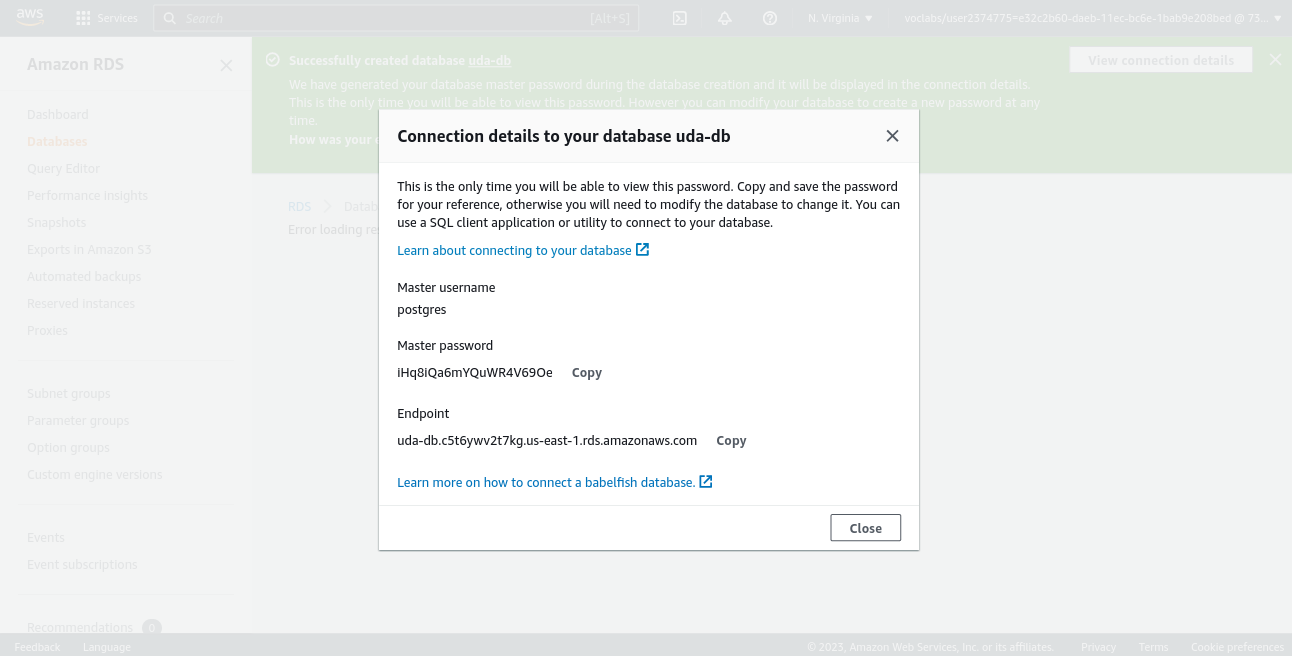 aws
Services
Search
[Alt+S]
N. Virginia
voclabs/user2374775=e32c2b60-daeb-11ec-bc6e-1bab9e208bed @ 73...
Amazon RDS
Dashboard
Databases
Query Editor
Performance insights
Snapshots
Exports in Amazon S3
Automated backups
Reserved instances
Proxies
Subnet groups
Parameter groups
Option groups
Custom engine versions
Events
Event subscriptions
Recommendations 0
Successfully created database uda-db
View connection details
We have generated your database master password during the database creation and it will be displayed in the connection details.
This is the only time you will be able to view this password. However you can modify your database to create a new password at any
time.
How was your
RDS
Datab
Error loading re
Connection details to your database uda-db
This is the only time you will be able to view this password. Copy and save the password
for your reference, otherwise you will need to modify the database to change it. You can
use a SQL client application or utility to connect to your database.
Learn about connecting to your database
Master username
postgres
Master password
iHq8iQa6mYQuWR4V69Oe Copy
Endpoint
uda-db.c5t6ywv2t7kg.us-east-1.rds.amazonaws.com Copy
Learn more on how to connect a babelfish database.
Close
Feedback
Language
© 2023, Amazon Web Services, Inc. or its affiliates.
Privacy
Terms
Cookie preferences